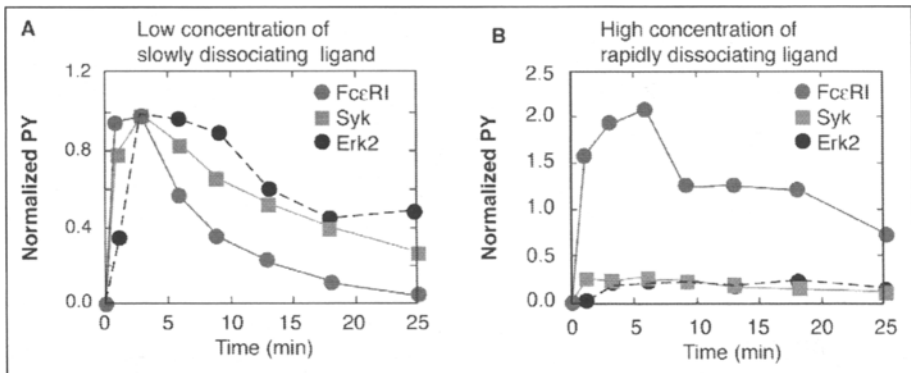 A
Low concentration of
slowly dissociating ligand
Normalized PY
1.2
0.8
0.4
0.0
FcεRI
Syk
Erk2
0 5 10 15 20 25
Time (min)
B
High concentration of
rapidly dissociating ligand
Normalized PY
2.5
2.0
1.5
1.0
0.5
0.0
FcεRI
Syk
Erk2
0 5 10 15 20 25
Time (min)